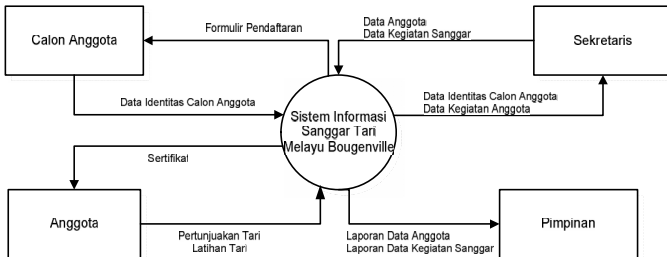 Calon Anggota
Formulir Pendaftaran
Data Anggota
Data Kegiatan Sanggar
Sekretaris
Data Identitas Calon Anggota
Sistem Informasi
Sanggar Tari
Melayu Bougenville
Data Identitas Calon Anggota
Data Kegiatan Anggota
Sertifikat
Anggota
Pertunjuakan Tari
Latihan Tari
Laporan Data Anggota
Laporan Data Kegiatan Sanggar
Pimpinan